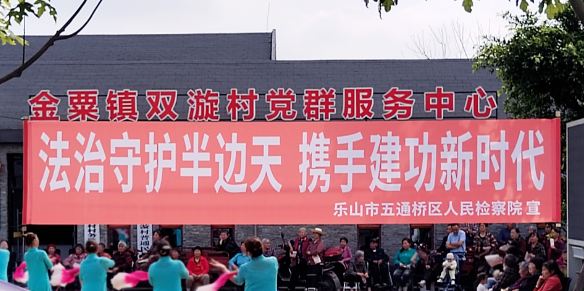 金粟镇双漩村党群服务中心
法治守护半边天 携手建功新时代
乐山市五通桥区人民检察院 宣